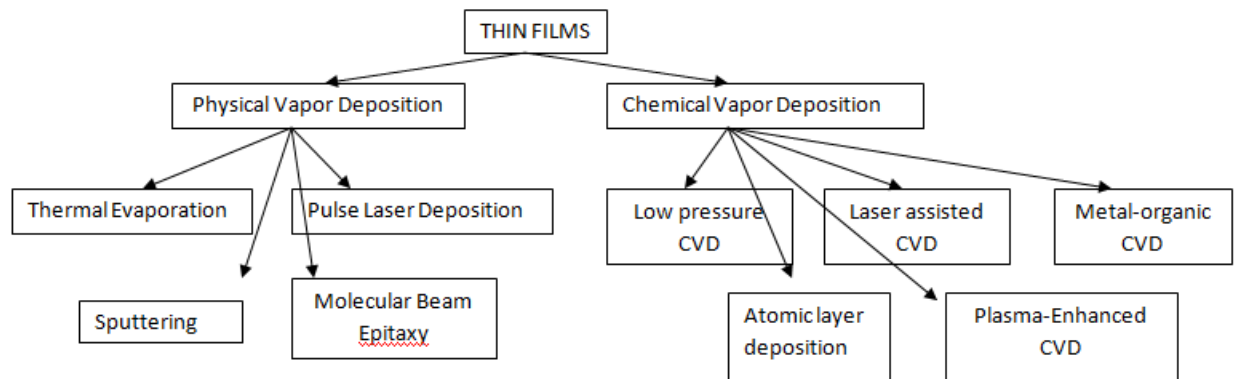 THIN FILMS
Physical Vapor Deposition
Chemical Vapor Deposition
Thermal Evaporation
Pulse Laser Deposition
Low pressure
CVD
Laser assisted
CVD
Metal-organic
CVD
Sputtering
Molecular Beam
Epitaxy
Atomic layer
deposition
Plasma-Enhanced
CVD